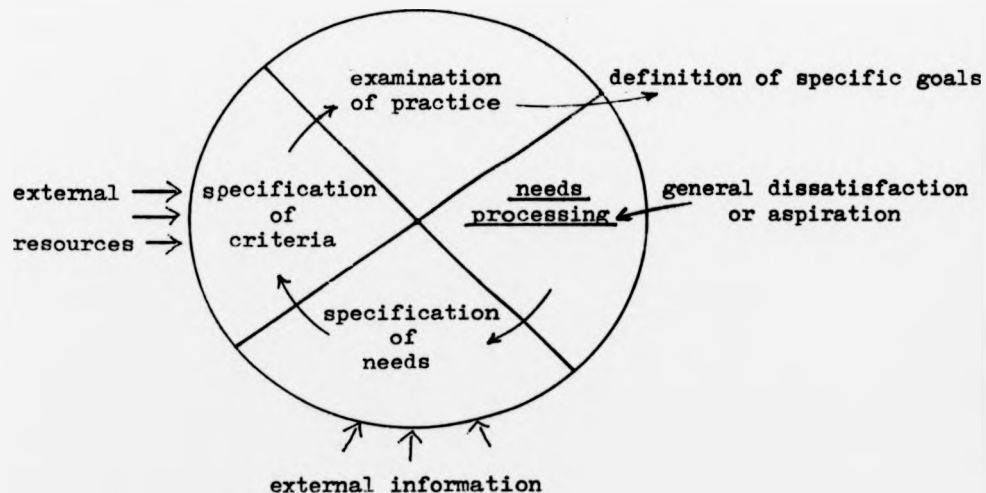 examination
of practice
definition of specific goals
external
resources
specification
of
criteria
needs
processing
general dissatisfaction
or aspiration
specification
of
needs
external information